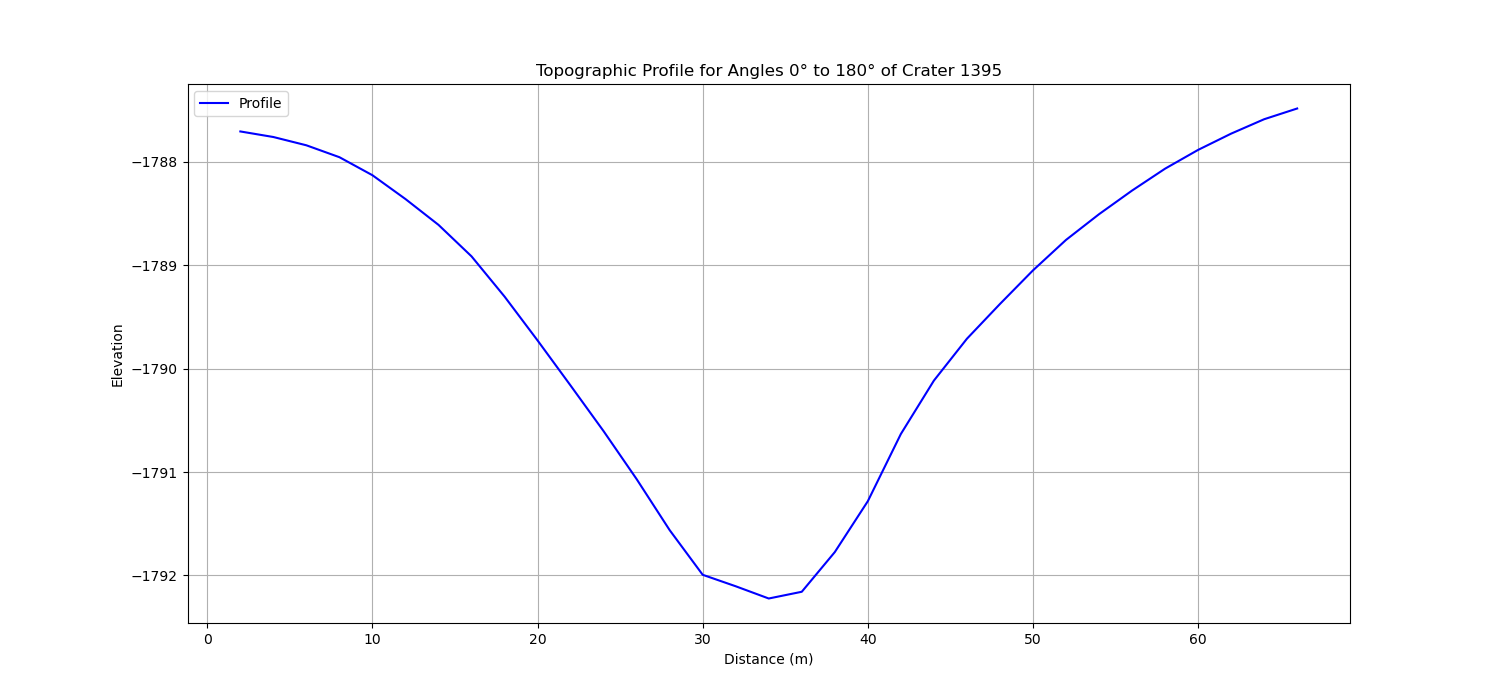 Topographic Profile for Angles 0° to 180° of Crater 1395
Profile
−1788
−1789
−1790
−1791
−1792
Elevation
0 10 20 30 40 50 60
Distance (m)